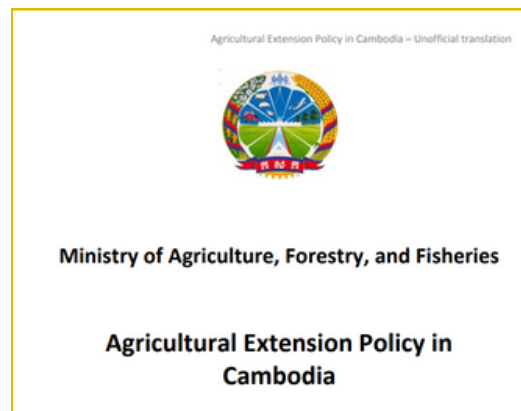 Agricultural Extension Policy in Cambodia – Unofficial translation
Ministry of Agriculture, Forestry, and Fisheries
Agricultural Extension Policy in
Cambodia